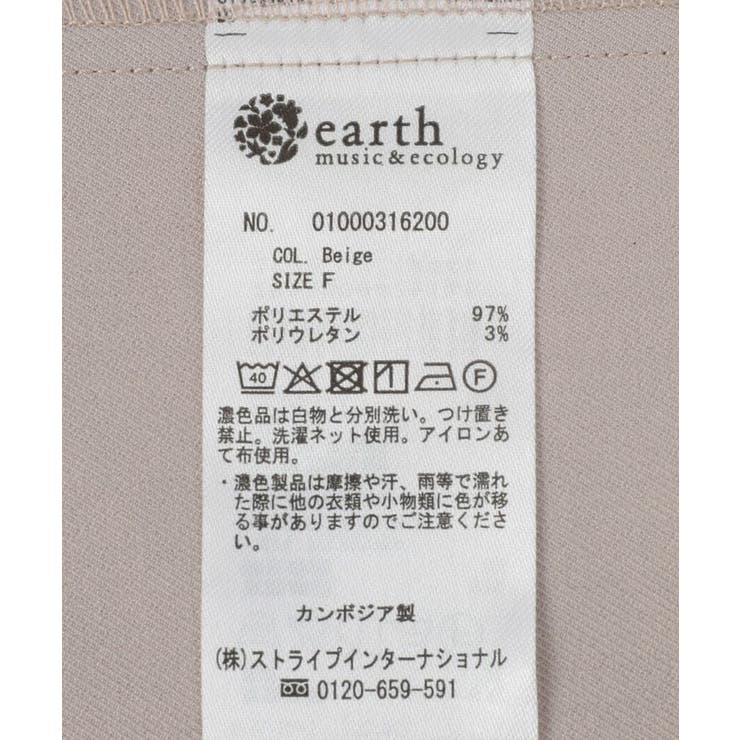 earth
music&ecology
NO. 01000316200
COL. Beige
SIZE F
ポリエステル 97%
ポリウレタン 3%
40 F
濃色品は白物と分別洗い。つけ置き
禁止。洗濯ネット使用。アイロンあ
て布使用。
・濃色製品は摩擦や汗、雨等で濡れ
た際に他の衣類や小物類に色が移
る事がありますのでご注意くださ
い。
カンボジア製
(株)ストライプインターナショナル
0120-659-591